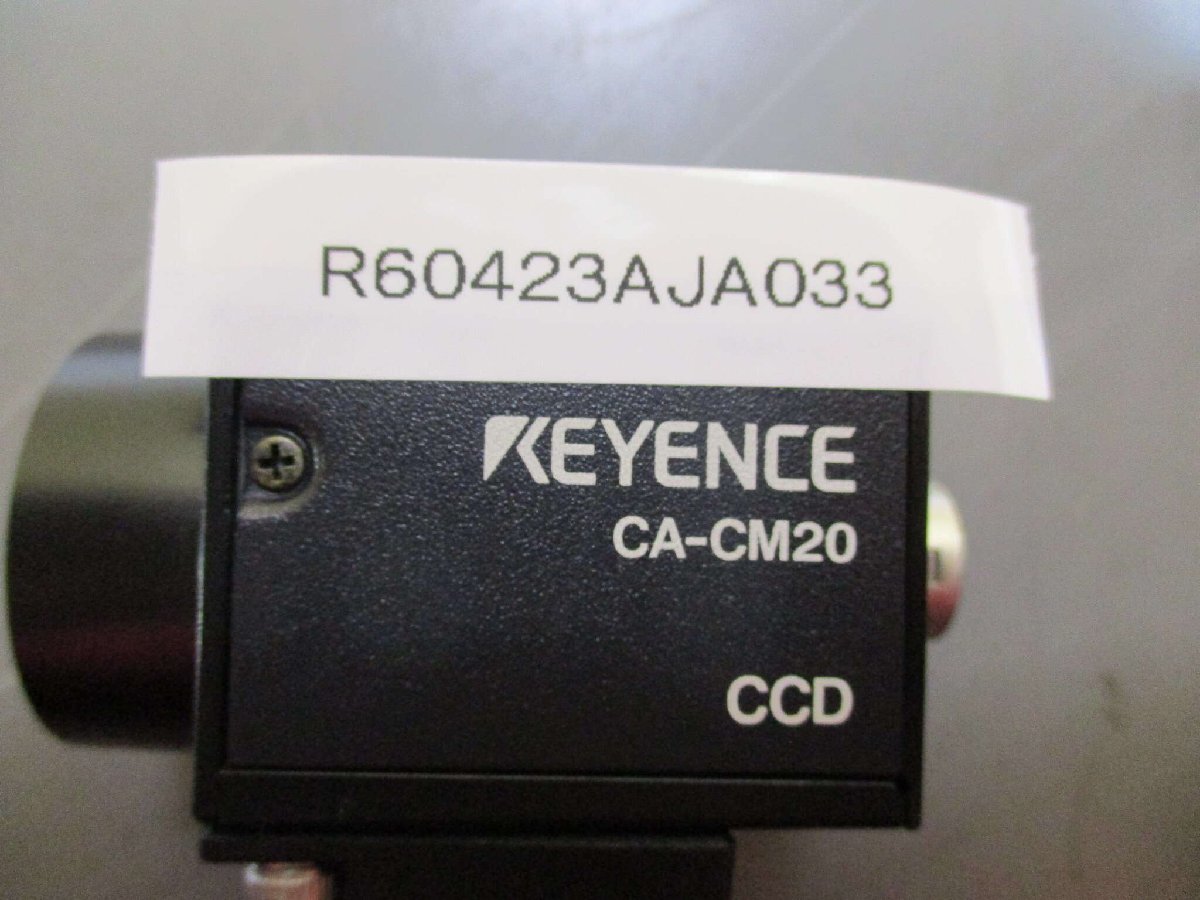 R60423AJA033
KEYENCE
CA-CM20
CCD